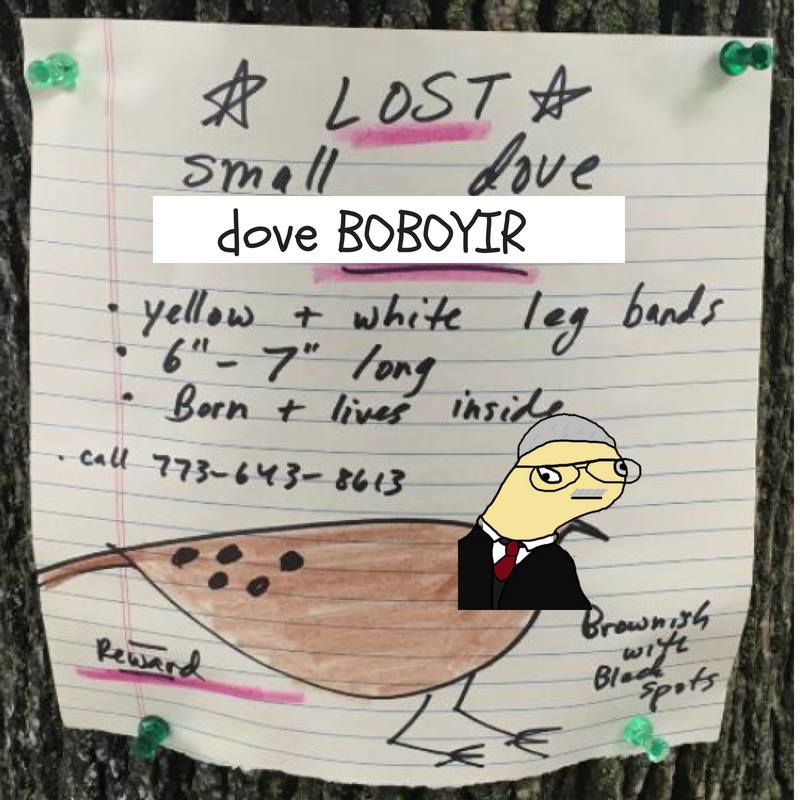 ☆ LOST ☆
small dove
dove BOBOYIR
• yellow + white leg bands
• 6" - 7" long
• Born + lives inside
• call 773-643-8613
Reward
Brownish
with
Black
spots